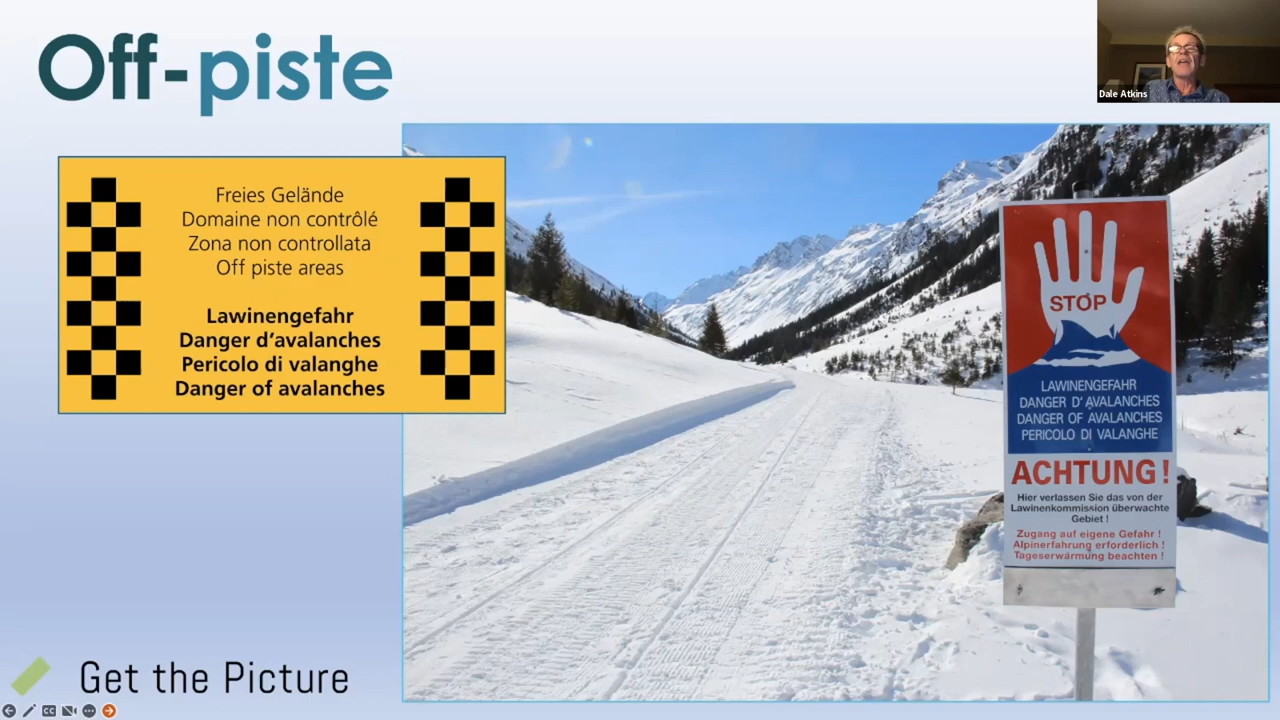 Off-piste
Dale Atkins
Freies Gelände
Domaine non contrôlé
Zona non controllata
Off piste areas
Lawinengefahr
Danger d'avalanches
Pericolo di valanghe
Danger of avalanches
STOP
LAWINENGEFAHR
DANGER D'AVALANCHES
DANGER OF AVALANCHES
PERICOLO DI VALANGHE
ACHTUNG!
Hier verlassen Sie das von der
Lawinenkommission überwachte
Gebiet !
Zugang auf eigene Gefahr !
Alpinerfahrung erforderlich !
Tageserwärmung beachten !
Get the Picture
CC